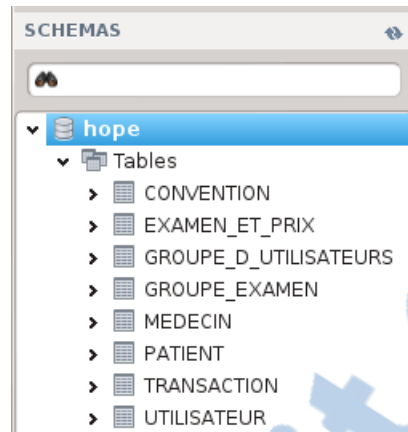 SCHEMAS
hope
Tables
CONVENTION
EXAMEN_ET_PRIX
GROUPE_D_UTILISATEURS
GROUPE_EXAMEN
MEDECIN
PATIENT
TRANSACTION
UTILISATEUR